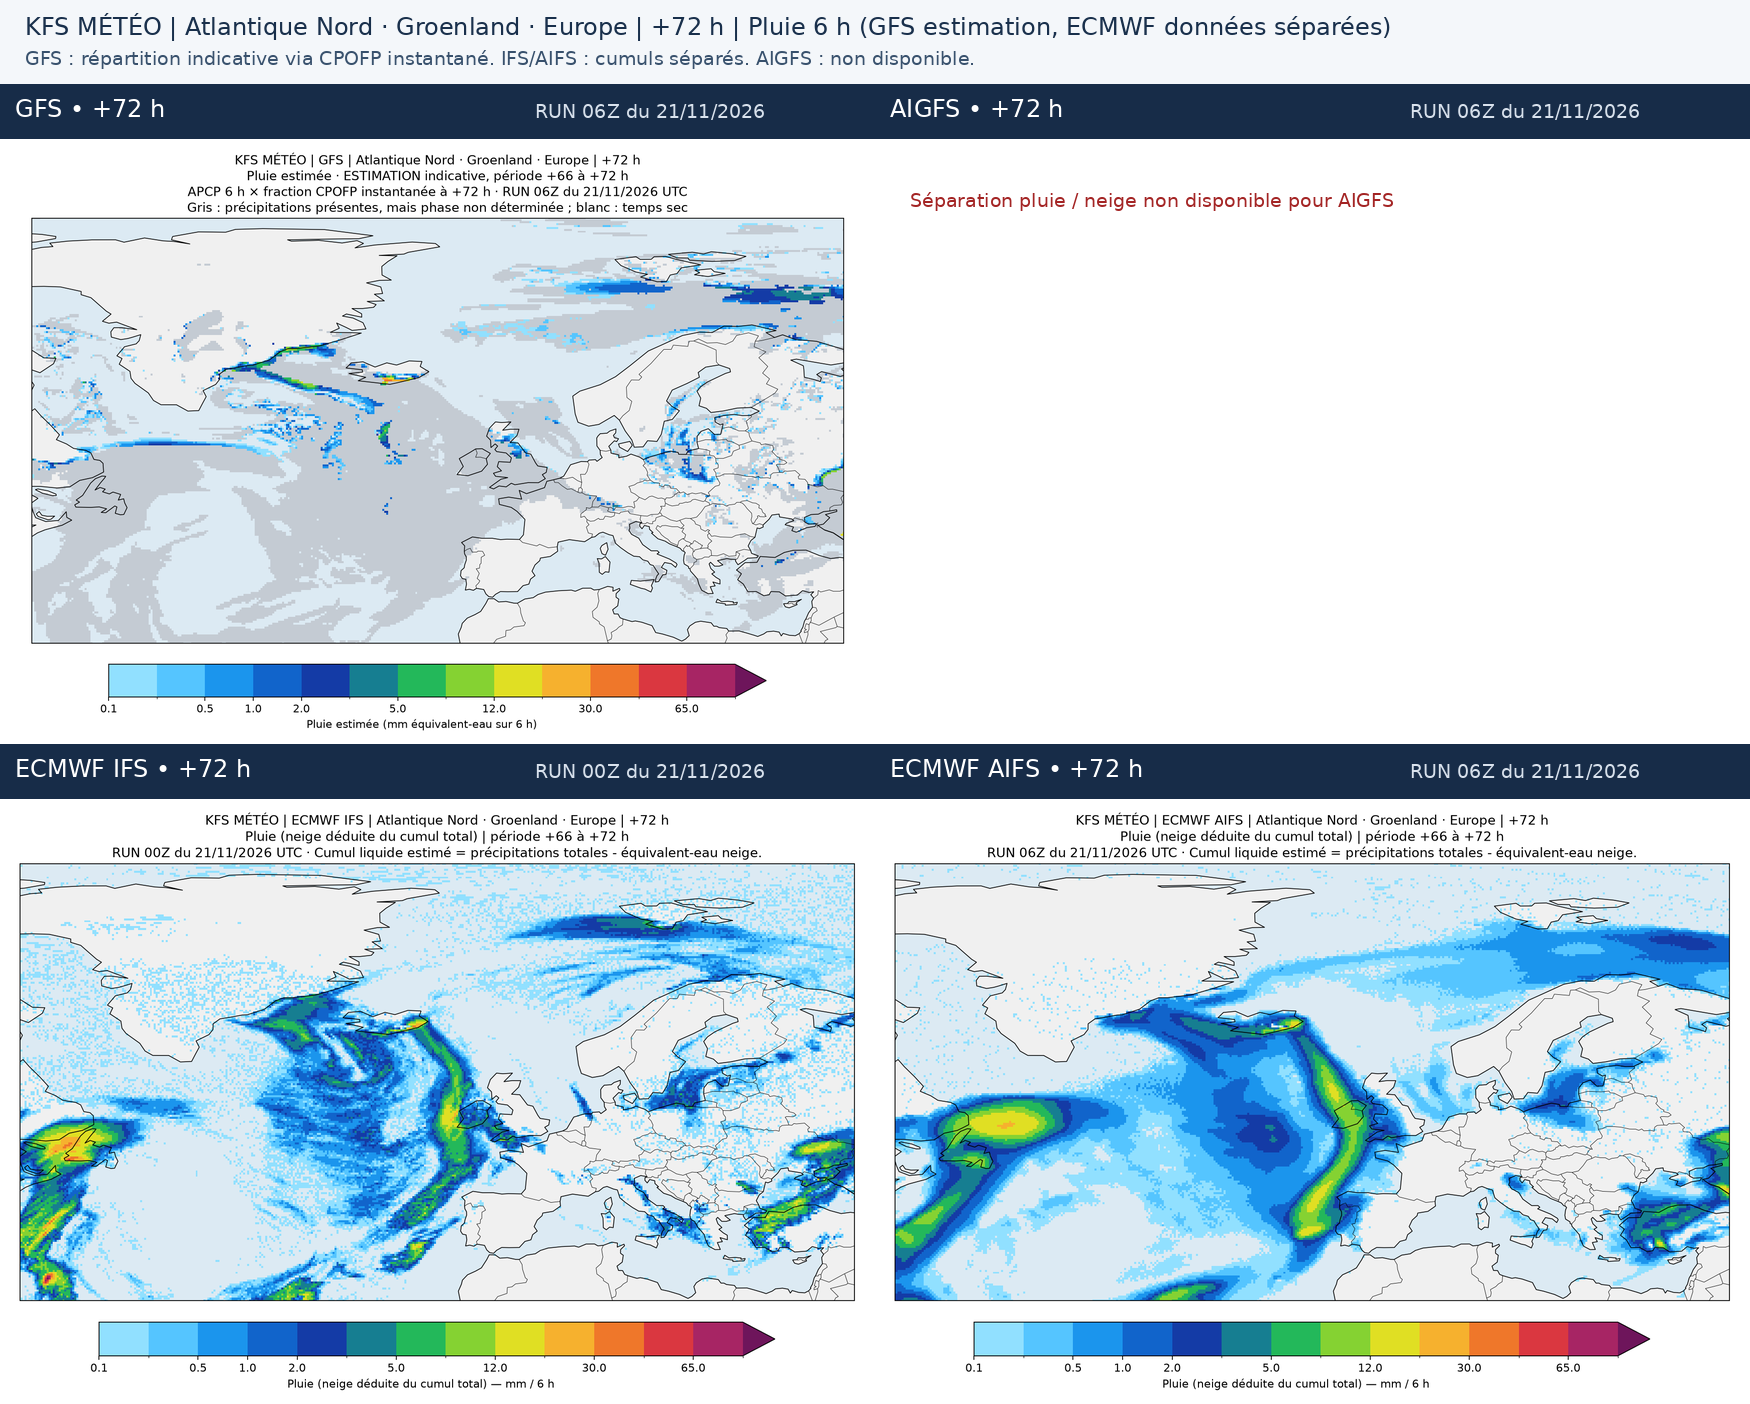 KFS MÉTÉO | Atlantique Nord · Groenland · Europe | +72 h | Pluie 6 h (GFS estimation, ECMWF données séparées)
GFS : répartition indicative via CPOFP instantané. IFS/AIFS : cumuls séparés. AIGFS : non disponible.
GFS • +72 h
RUN 06Z du 21/11/2026
KFS MÉTÉO | GFS | Atlantique Nord · Groenland · Europe | +72 h
Pluie estimée · ESTIMATION indicative, période +66 à +72 h
APCP 6 h × fraction CPOFP instantanée à +72 h · RUN 06Z du 21/11/2026 UTC
Gris : précipitations présentes, mais phase non déterminée ; blanc : temps sec
0.1 0.5 1.0 2.0 5.0 12.0 30.0 65.0
Pluie estimée (mm équivalent-eau sur 6 h)
AIGFS • +72 h
RUN 06Z du 21/11/2026
Séparation pluie / neige non disponible pour AIGFS
ECMWF IFS • +72 h
RUN 00Z du 21/11/2026
KFS MÉTÉO | ECMWF IFS | Atlantique Nord · Groenland · Europe | +72 h
Pluie (neige déduite du cumul total) | période +66 à +72 h
RUN 00Z du 21/11/2026 UTC · Cumul liquide estimé = précipitations totales - équivalent-eau neige.
0.1 0.5 1.0 2.0 5.0 12.0 30.0 65.0
Pluie (neige déduite du cumul total) — mm / 6 h
ECMWF AIFS • +72 h
RUN 06Z du 21/11/2026
KFS MÉTÉO | ECMWF AIFS | Atlantique Nord · Groenland · Europe | +72 h
Pluie (neige déduite du cumul total) | période +66 à +72 h
RUN 06Z du 21/11/2026 UTC · Cumul liquide estimé = précipitations totales - équivalent-eau neige.
0.1 0.5 1.0 2.0 5.0 12.0 30.0 65.0
Pluie (neige déduite du cumul total) — mm / 6 h